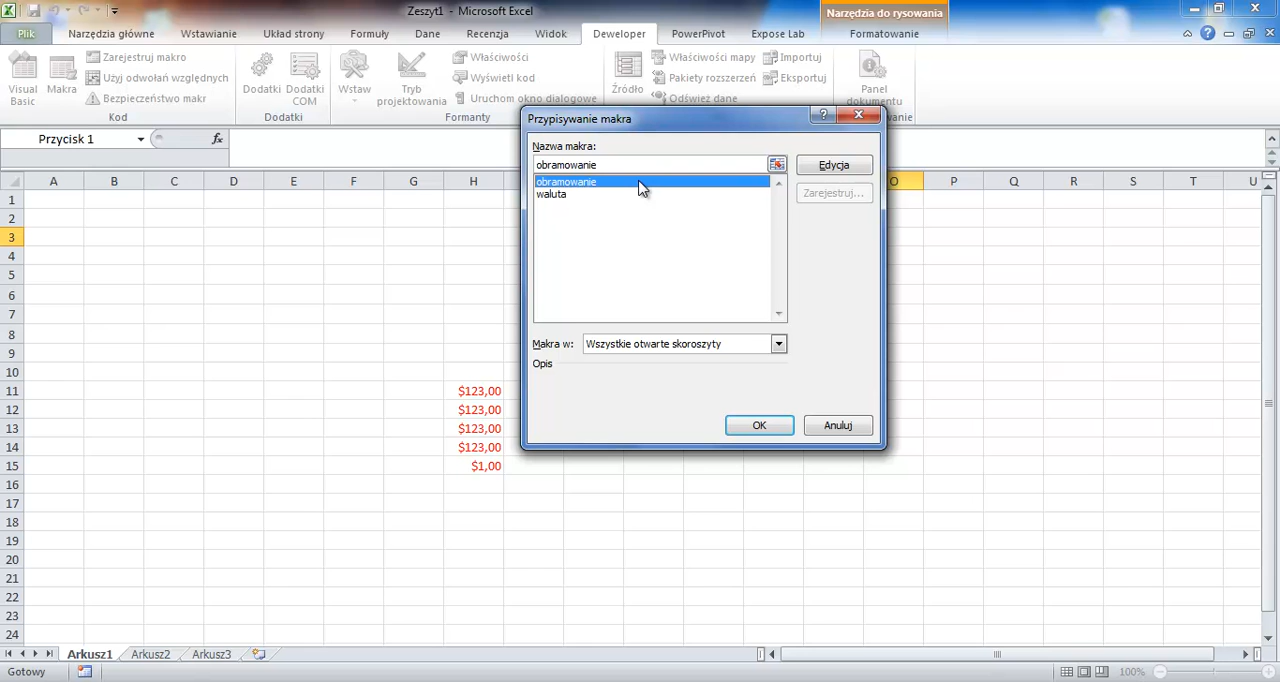 Zeszyt1 - Microsoft Excel
Narzędzia do rysowania
Plik Narzędzia główne Wstawianie Układ strony Formuły Dane Recenzja Widok Deweloper PowerPivot Expose Lab Formatowanie
Visual Basic
Makra
Zarejestruj makro
Użyj odwołań względnych
Bezpieczeństwo makr
Kod
Dodatki
Dodatki COM
Dodatki
Wstaw
Tryb projektowania
Właściwości
Wyświetl kod
Uruchom okno dialogowe
Formanty
Źródło
Właściwości mapy
Pakiety rozszerzeń
Odśwież dane
Importuj
Eksportuj
Panel dokumentu
Przycisk 1
fx
Przypisywanie makra
Nazwa makra:
obramowanie
obramowanie
waluta
Edycja
Zarejestruj...
Makra w: Wszystkie otwarte skoroszyty
Opis
OK Anuluj
A B C D E F G H O P Q R S T U
1
2
3
4
5
6
7
8
9
10
11 $123,00
12 $123,00
13 $123,00
14 $123,00
15 $1,00
16
17
18
19
20
21
22
23
24
Arkusz1 Arkusz2 Arkusz3
Gotowy 100%